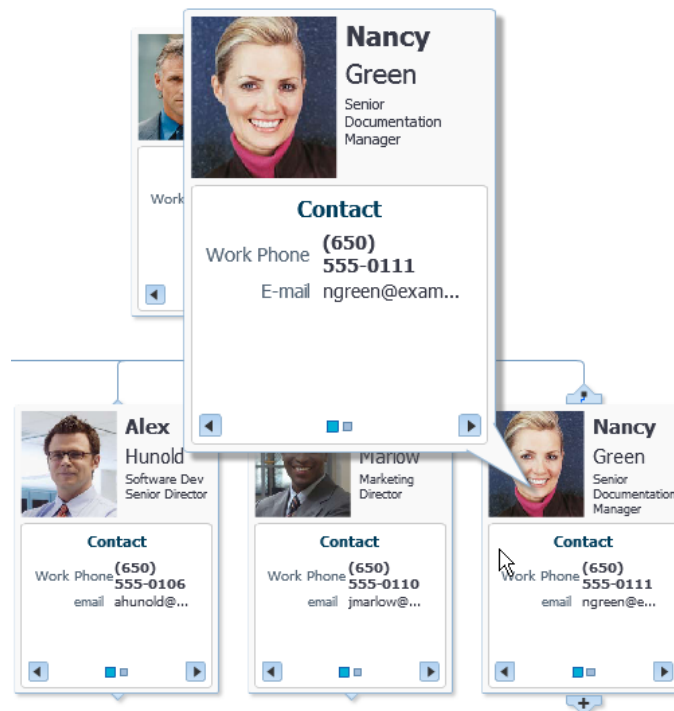 Nancy
Green
Senior
Documentation
Manager
Work
Contact
Work Phone (650)
555-0111
E-mail ngreen@exam...
Alex
Hunold
Software Dev
Senior Director
Contact
Work Phone (650)
555-0106
email ahunold@...
Marlow
Marketing
Director
Contact
Work Phone (650)
555-0110
email jmarlow@...
Nancy
Green
Senior
Documentation
Manager
Contact
Work Phone (650)
555-0111
email ngreen@e...